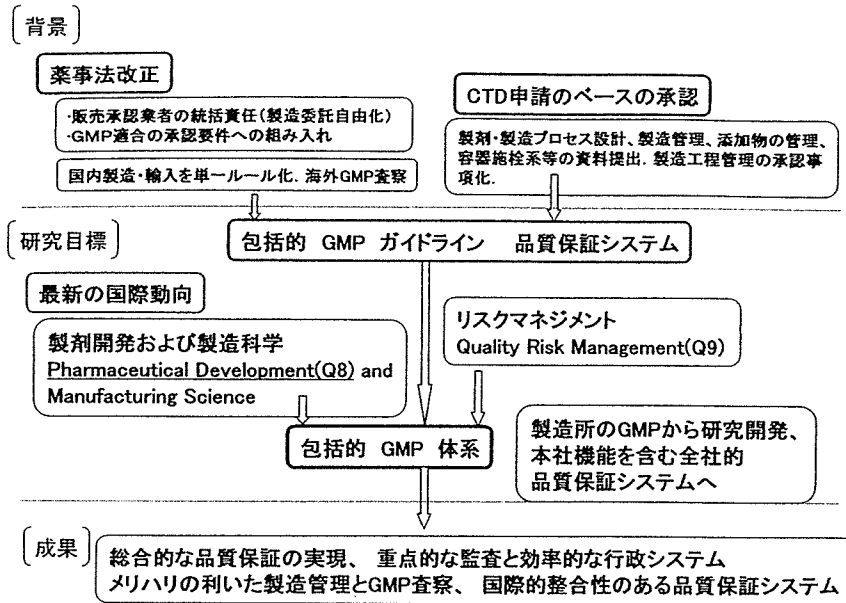 [背景]
薬事法改正
・販売承認業者の統括責任(製造委託自由化)
・GMP適合の承認要件への組み入れ
国内製造・輸入を単一ルール化. 海外GMP査察
CTD申請のベースの承認
製剤・製造プロセス設計、製造管理、添加物の管理、
容器施栓系等の資料提出. 製造工程管理の承認事
項化.
[研究目標]
包括的 GMP ガイドライン 品質保証システム
最新の国際動向
製剤開発および製造科学
Pharmaceutical Development(Q8) and
Manufacturing Science
リスクマネジメント
Quality Risk Management(Q9)
包括的 GMP 体系
製造所のGMPから研究開発、
本社機能を含む全社的
品質保証システムへ
[成果]
総合的な品質保証の実現、 重点的な監査と効率的な行政システム
メリハリの利いた製造管理とGMP査察、 国際的整合性のある品質保証システム